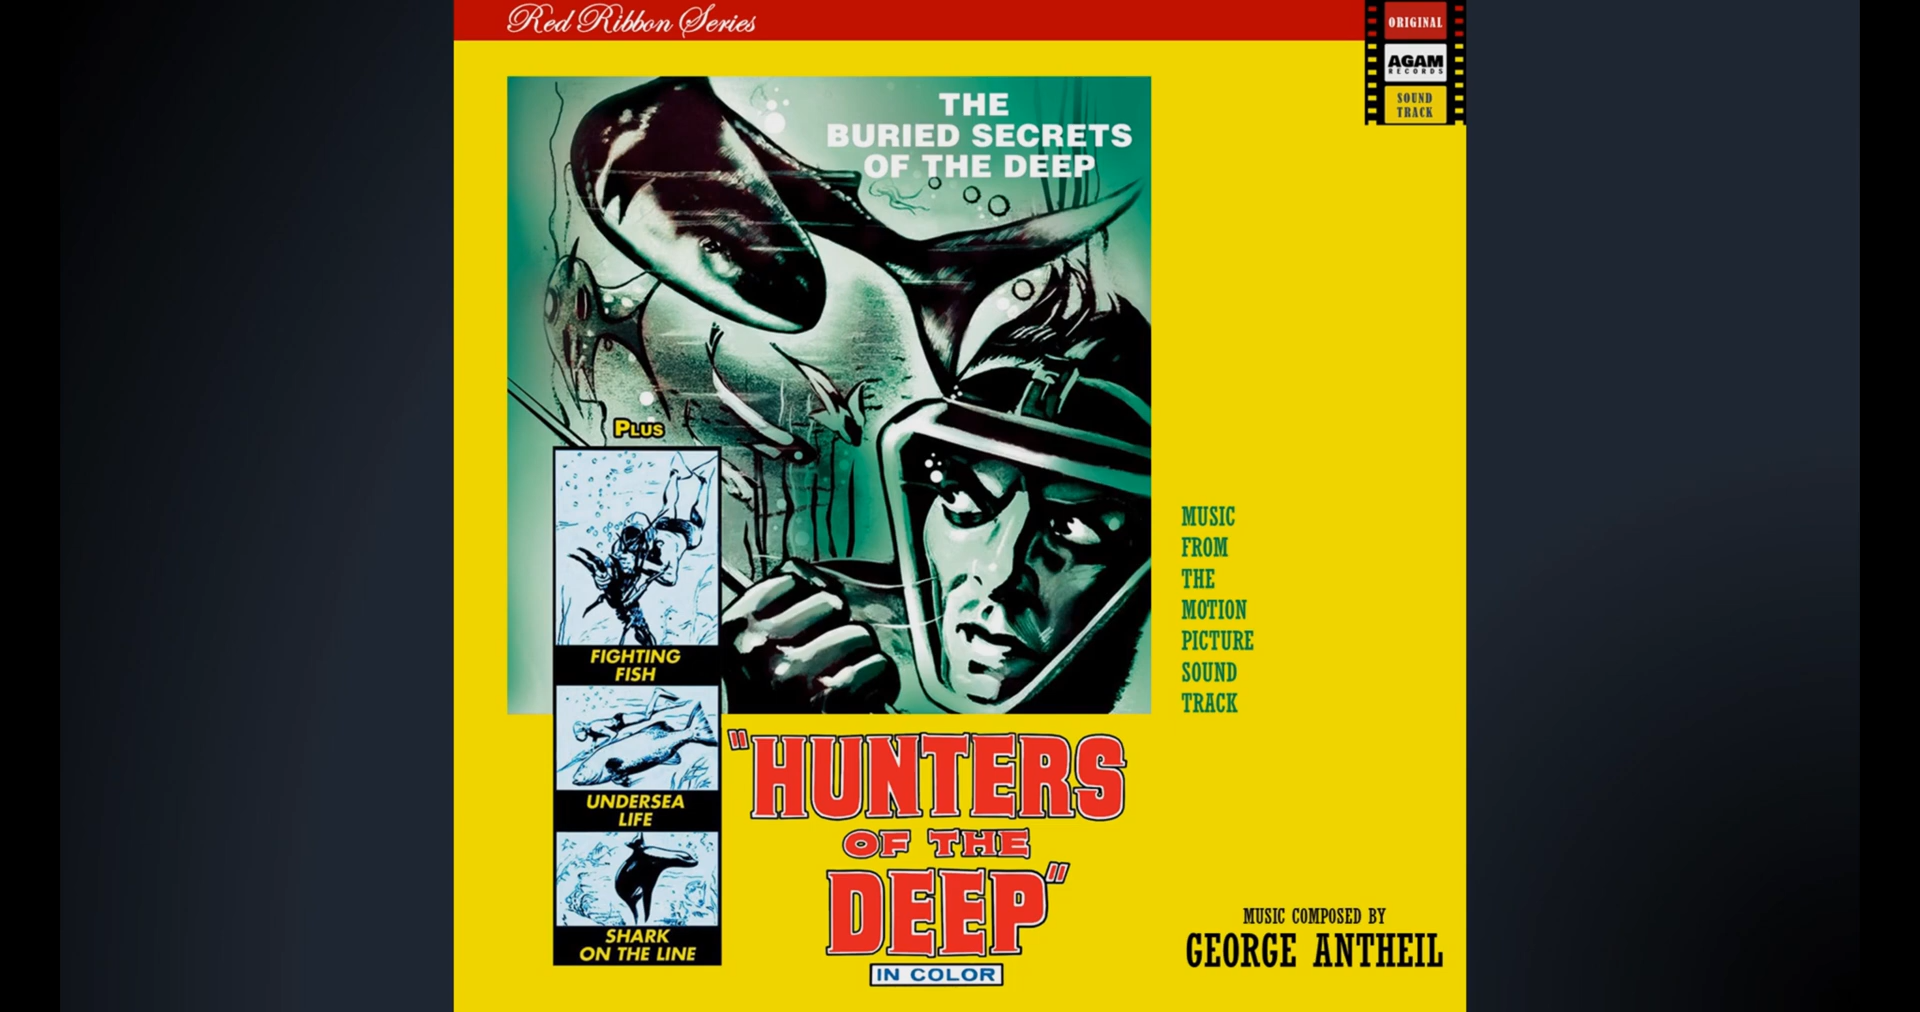 Red Ribbon Series
ORIGINAL
AGAM
RECORDS
SOUND
TRACK
THE
BURIED SECRETS
OF THE DEEP
PLUS
FIGHTING
FISH
UNDERSEA
LIFE
SHARK
ON THE LINE
MUSIC
FROM
THE
MOTION
PICTURE
SOUND
TRACK
"HUNTERS
OF THE
DEEP"
IN COLOR
MUSIC COMPOSED BY
GEORGE ANTHEIL